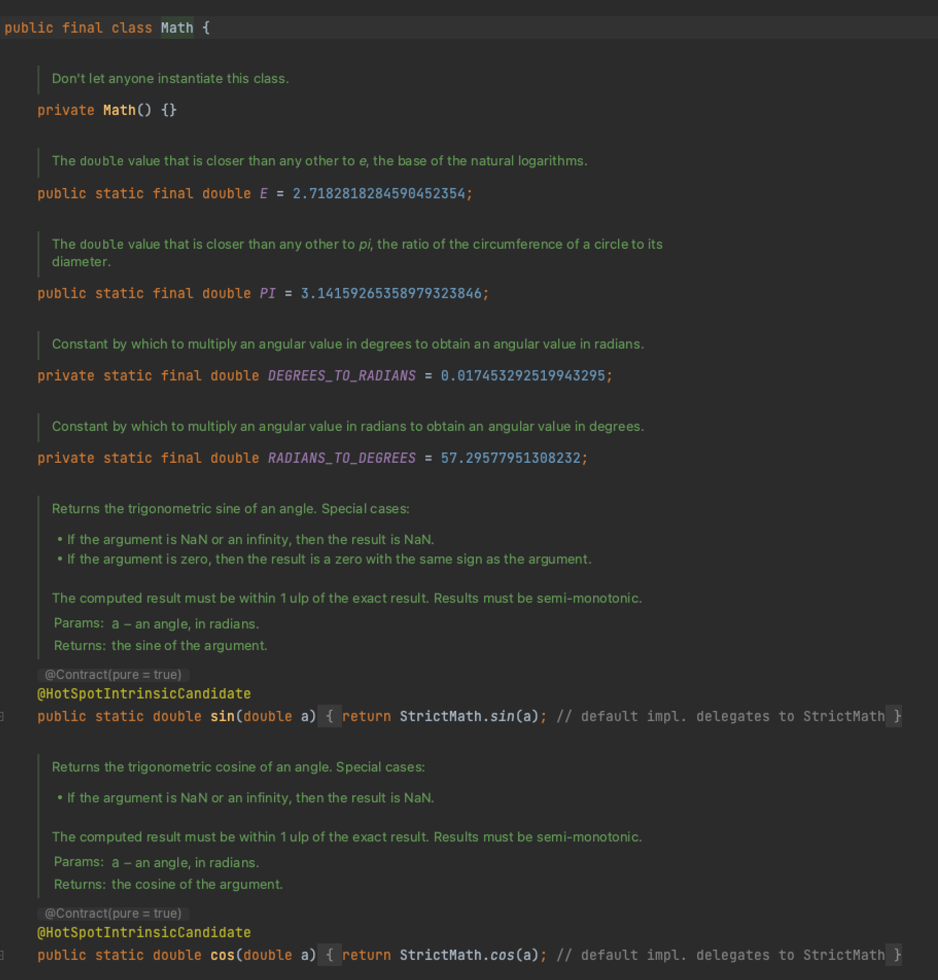 public final class Math {
Don't let anyone instantiate this class.
private Math() {}
The double value that is closer than any other to e, the base of the natural logarithms.
public static final double E = 2.7182818284590452354;
The double value that is closer than any other to pi, the ratio of the circumference of a circle to its
diameter.
public static final double PI = 3.14159265358979323846;
Constant by which to multiply an angular value in degrees to obtain an angular value in radians.
private static final double DEGREES_TO_RADIANS = 0.017453292519943295;
Constant by which to multiply an angular value in radians to obtain an angular value in degrees.
private static final double RADIANS_TO_DEGREES = 57.29577951308232;
Returns the trigonometric sine of an angle. Special cases:
• If the argument is NaN or an infinity, then the result is NaN.
• If the argument is zero, then the result is a zero with the same sign as the argument.
The computed result must be within 1 ulp of the exact result. Results must be semi-monotonic.
Params: a – an angle, in radians.
Returns: the sine of the argument.
@Contract(pure = true)
@HotSpotIntrinsicCandidate
public static double sin(double a) { return StrictMath.sin(a); // default impl. delegates to StrictMath }
Returns the trigonometric cosine of an angle. Special cases:
• If the argument is NaN or an infinity, then the result is NaN.
The computed result must be within 1 ulp of the exact result. Results must be semi-monotonic.
Params: a – an angle, in radians.
Returns: the cosine of the argument.
@Contract(pure = true)
@HotSpotIntrinsicCandidate
public static double cos(double a) { return StrictMath.cos(a); // default impl. delegates to StrictMath }